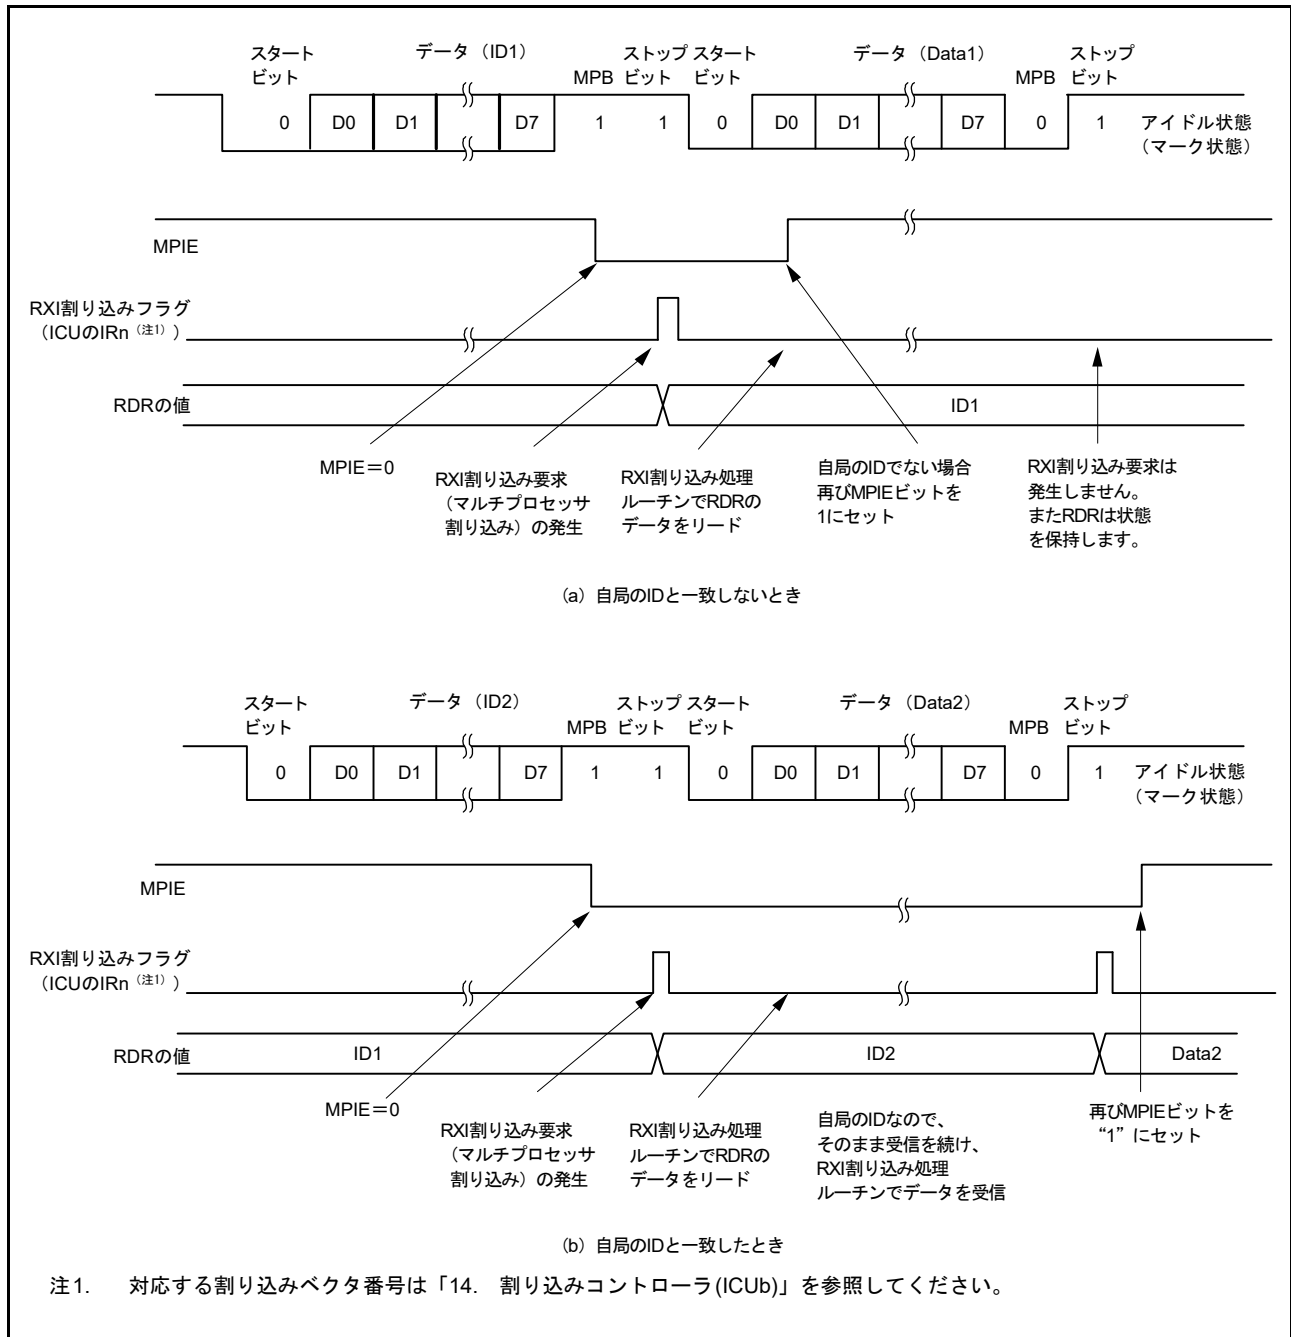 スタート
ビット
データ（ID1）
MPB
ストップ
ビット
スタート
ビット
データ（Data1）
MPB
ストップ
ビット
0 D0 D1 D7 1 1 0 D0 D1 D7 0 1
アイドル状態
（マーク状態）
MPIE
RXI割り込みフラグ
（ICUのIRn（注1））
RDRの値
ID1
MPIE＝0
RXI割り込み要求
（マルチプロセッサ
割り込み）の発生
RXI割り込み処理
ルーチンでRDRの
データをリード
自局のIDでない場合
再びMPIEビットを
1にセット
RXI割り込み要求は
発生しません。
またRDRは状態
を保持します。
(a) 自局のIDと一致しないとき
スタート
ビット
データ（ID2）
MPB
ストップ
ビット
スタート
ビット
データ（Data2）
MPB
ストップ
ビット
0 D0 D1 D7 1 1 0 D0 D1 D7 0 1
アイドル状態
（マーク状態）
MPIE
RXI割り込みフラグ
（ICUのIRn（注1））
RDRの値
ID1
ID2
Data2
MPIE＝0
RXI割り込み要求
（マルチプロセッサ
割り込み）の発生
RXI割り込み処理
ルーチンでRDRの
データをリード
自局のIDなので、
そのまま受信を続け、
RXI割り込み処理
ルーチンでデータを受信
再びMPIEビットを
“1”にセット
(b) 自局のIDと一致したとき
注1. 対応する割り込みベクタ番号は「14. 割り込みコントローラ(ICUb)」を参照してください。